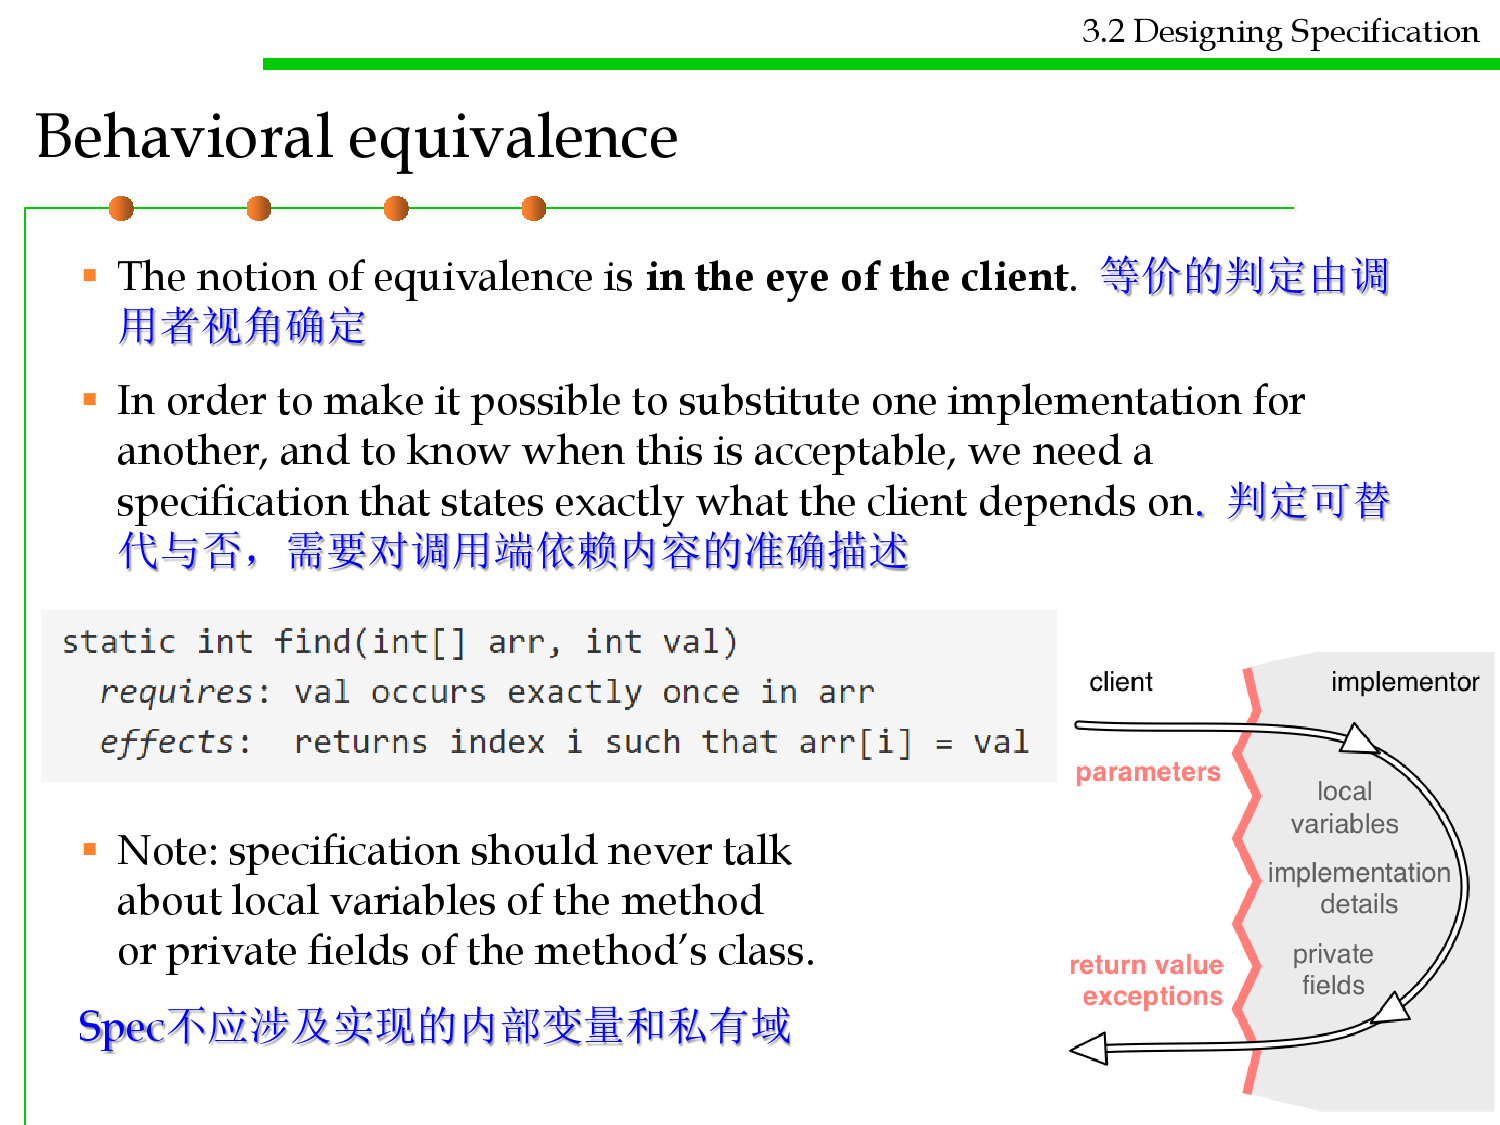 3.2 Designing Specification
Behavioral equivalence
▪ The notion of equivalence is in the eye of the client. 等价的判定由调
用者视角确定
▪ In order to make it possible to substitute one implementation for
another, and to know when this is acceptable, we need a
specification that states exactly what the client depends on. 判定可替
代与否，需要对调用端依赖内容的准确描述
static int find(int[] arr, int val)
requires: val occurs exactly once in arr
effects: returns index i such that arr[i] = val
▪ Note: specification should never talk
about local variables of the method
or private fields of the method’s class.
Spec不应涉及实现的内部变量和私有域
client
implementor
parameters
local
variables
implementation
details
return value
exceptions
private
fields